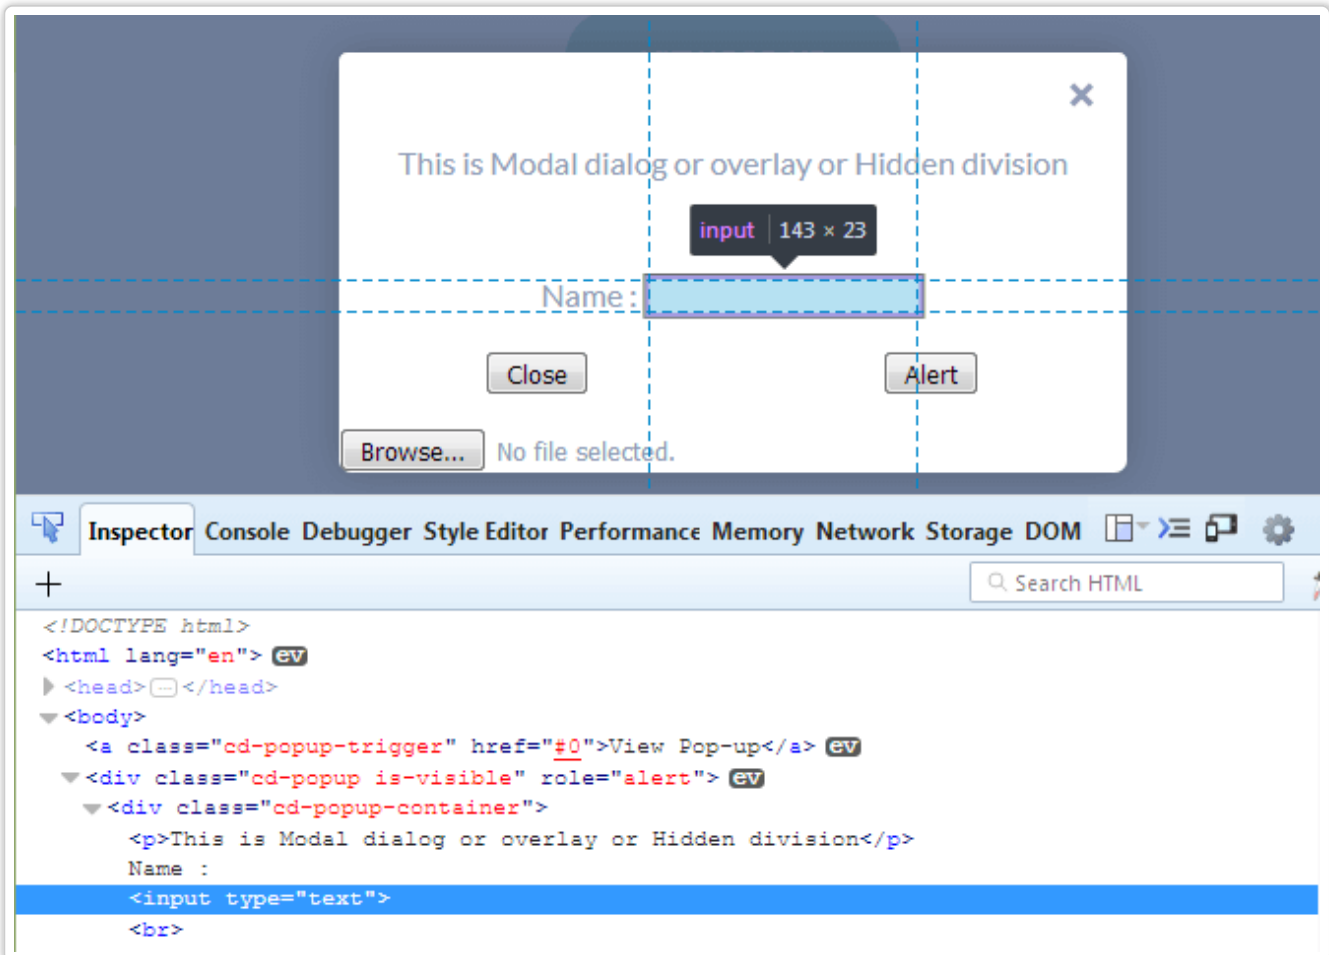 This is Modal dialog or overlay or Hidden division
input 143 × 23
Name :
Close Alert
Browse... No file selected.
Inspector Console Debugger Style Editor Performance Memory Network Storage DOM
Search HTML
<!DOCTYPE html>
<html lang="en"> ev
<head></head>
<body>
<a class="cd-popup-trigger" href="#0">View Pop-up</a> ev
<div class="cd-popup is-visible" role="alert"> ev
<div class="cd-popup-container">
<p>This is Modal dialog or overlay or Hidden division</p>
Name :
<input type="text">
<br>